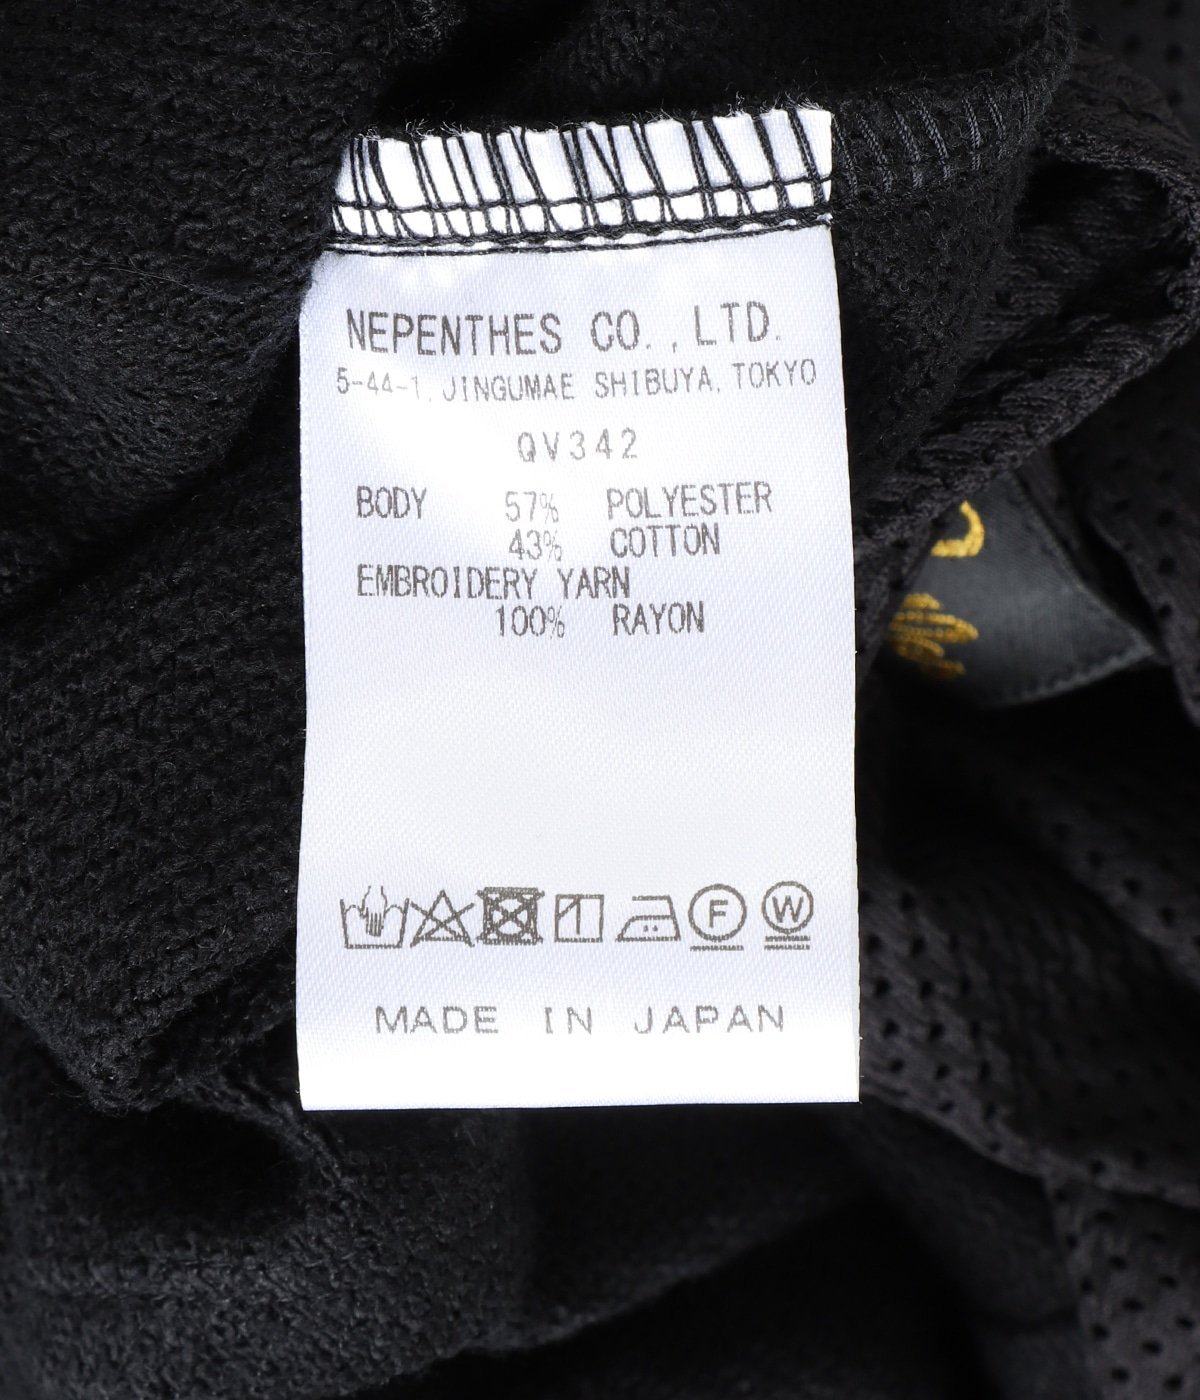 NEPENTHES CO.,LTD.
5-44-1,JINGUMAE SHIBUYA,TOKYO
QV342
BODY 57% POLYESTER
43% COTTON
EMBROIDERY YARN
100% RAYON
1 F W
MADE IN JAPAN